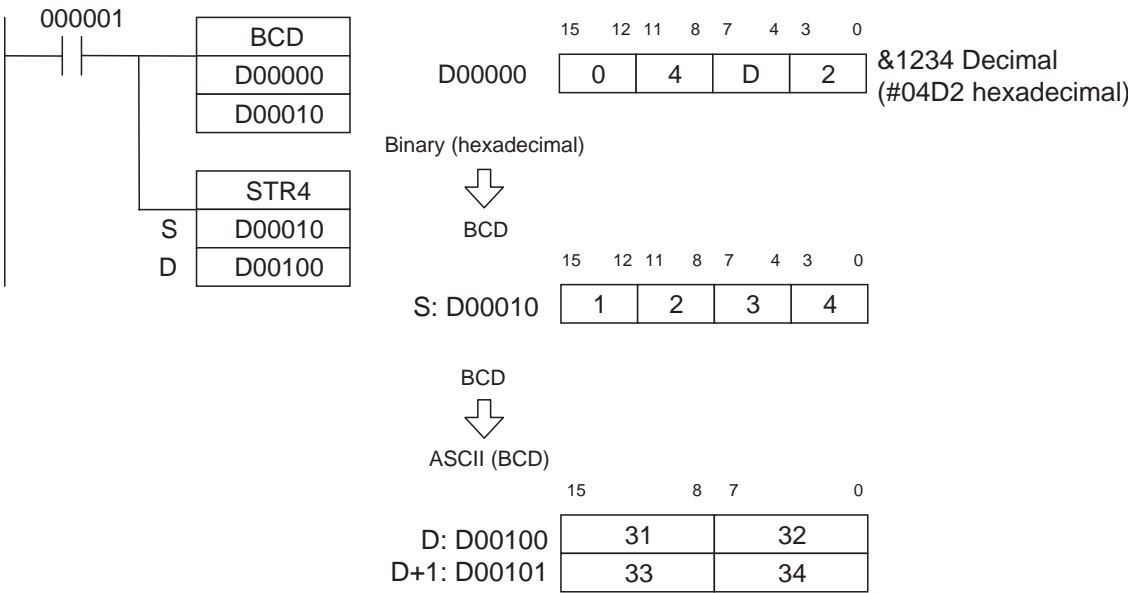 000001
BCD
D00000
D00010
STR4
S D00010
D D00100
15 12 11 8 7 4 3 0
D00000 0 4 D 2 &1234 Decimal
(#04D2 hexadecimal)
Binary (hexadecimal)
BCD
15 12 11 8 7 4 3 0
S: D00010 1 2 3 4
BCD
ASCII (BCD)
15 8 7 0
D: D00100 31 32
D+1: D00101 33 34